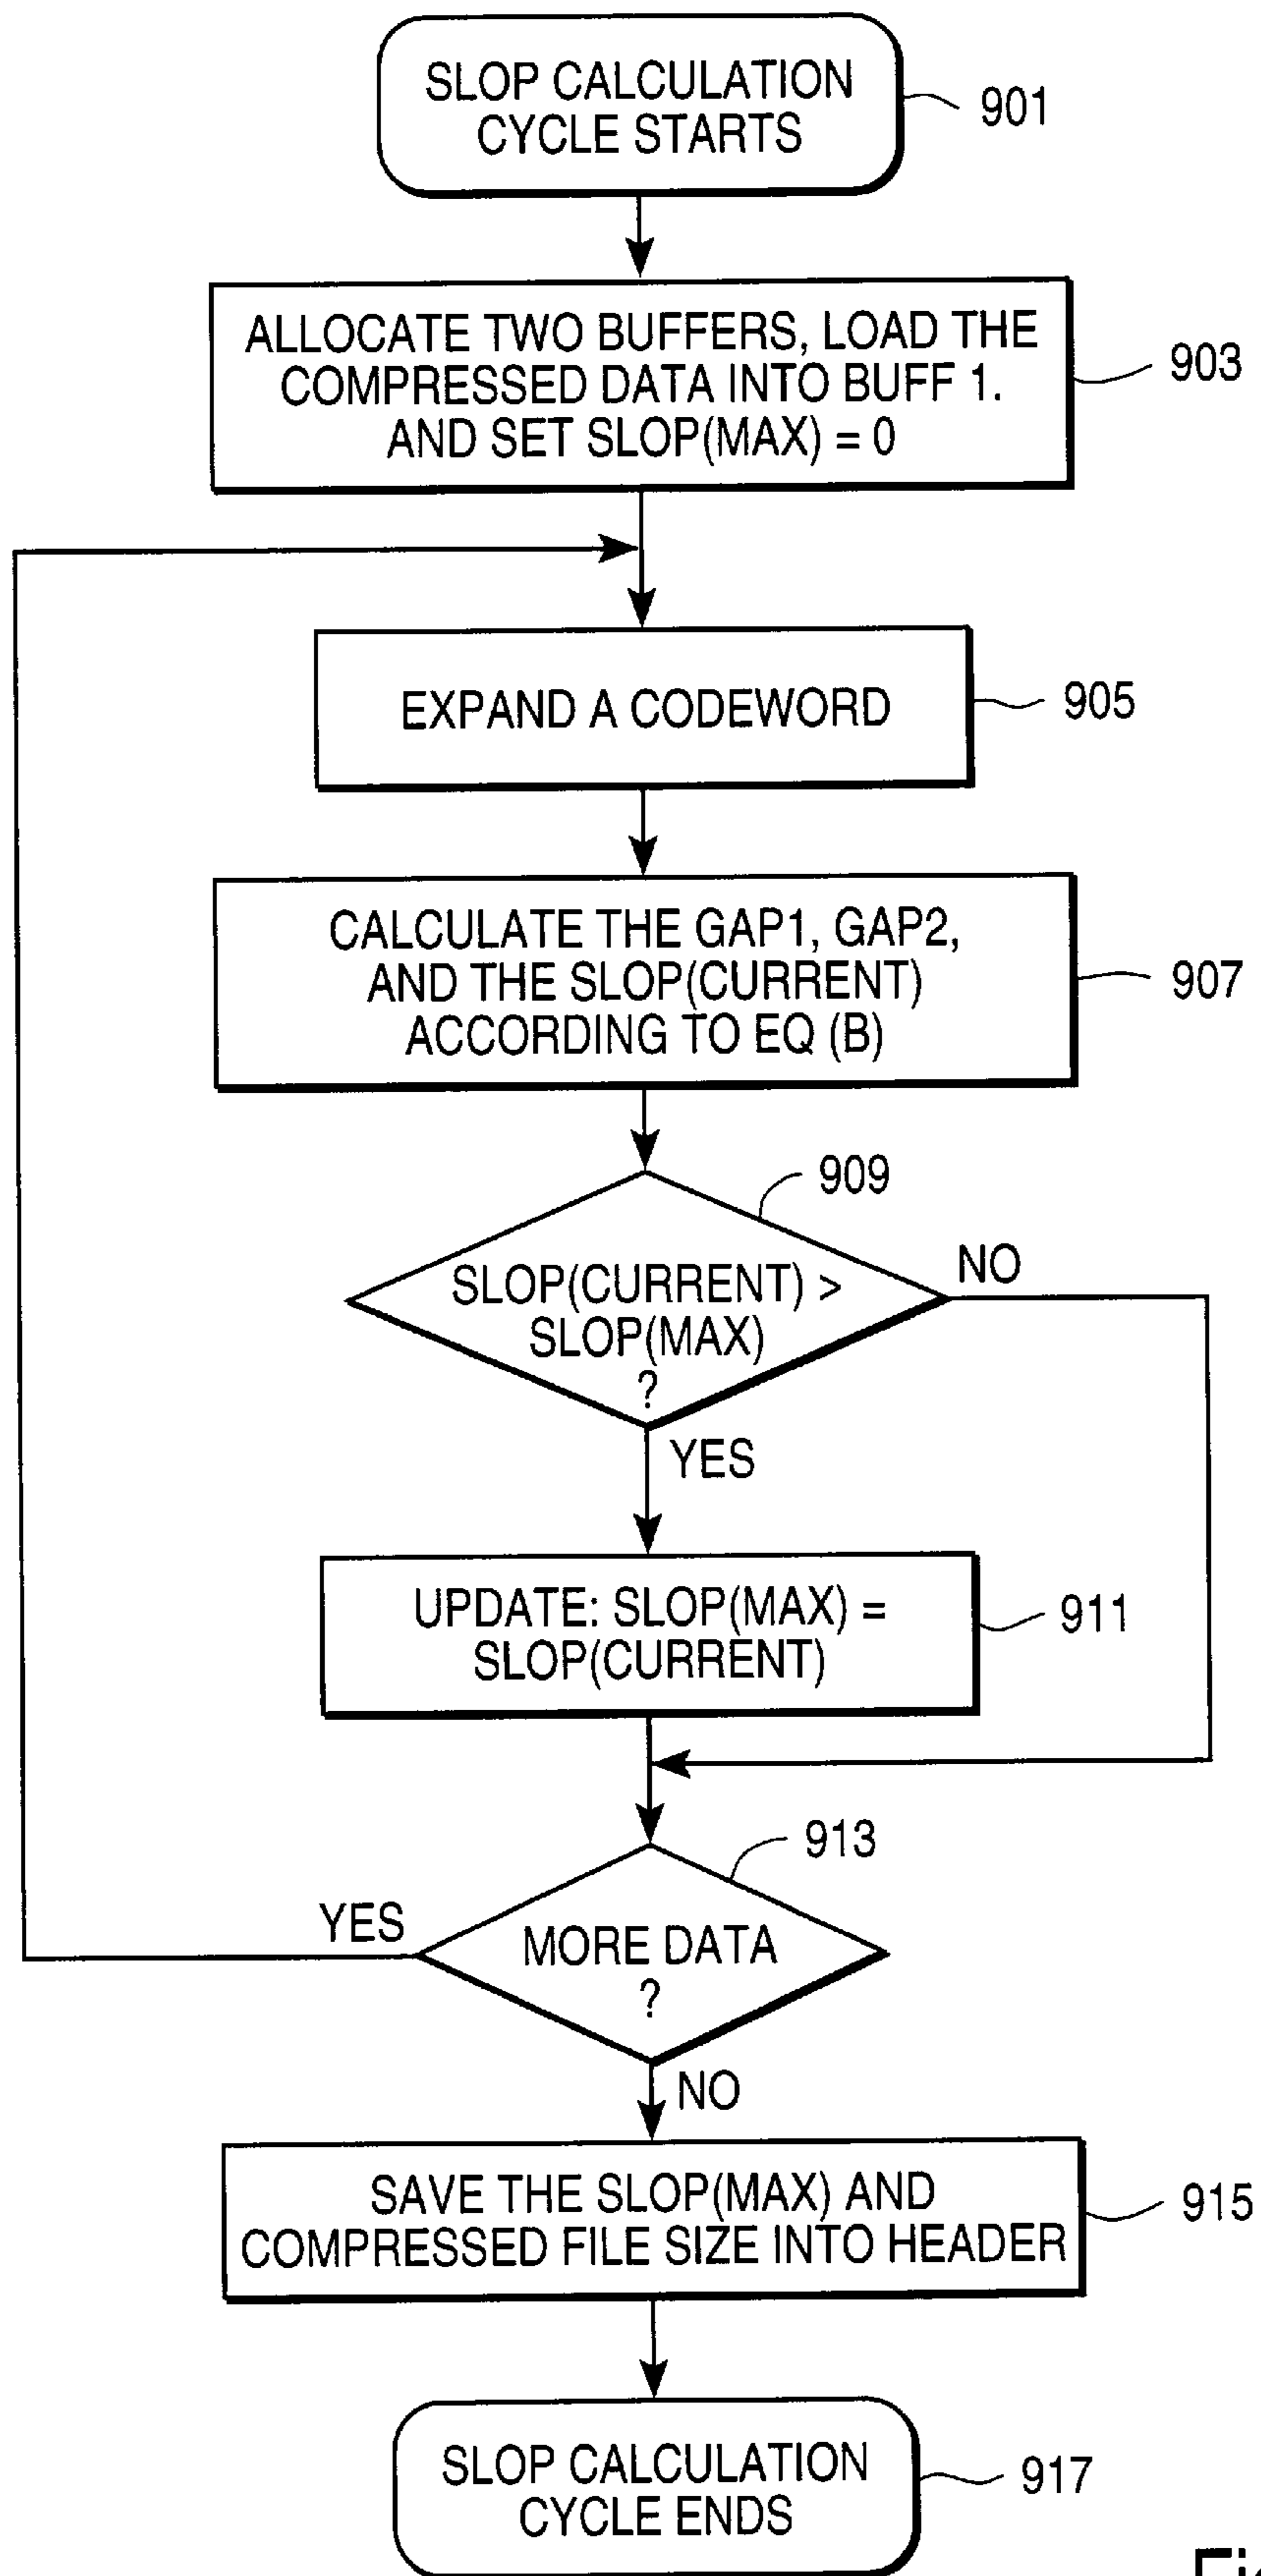 SLOP CALCULATION
CYCLE STARTS
901
ALLOCATE TWO BUFFERS, LOAD THE
COMPRESSED DATA INTO BUFF 1.
AND SET SLOP(MAX) = 0
903
EXPAND A CODEWORD
905
CALCULATE THE GAP1, GAP2,
AND THE SLOP(CURRENT)
ACCORDING TO EQ (B)
907
909
SLOP(CURRENT) >
SLOP(MAX)
?
NO
YES
UPDATE: SLOP(MAX) =
SLOP(CURRENT)
911
913
YES
MORE DATA
?
NO
SAVE THE SLOP(MAX) AND
COMPRESSED FILE SIZE INTO HEADER
915
SLOP CALCULATION
CYCLE ENDS
917